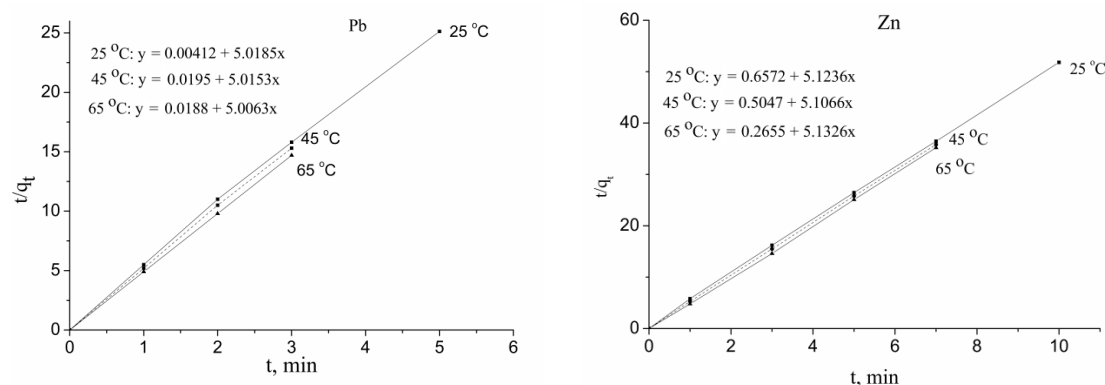 Pb
25 °C: y = 0.00412 + 5.0185x
45 °C: y = 0.0195 + 5.0153x
65 °C: y = 0.0188 + 5.0063x
25 °C
45 °C
65 °C
t/qt
25
20
15
10
5
0
0 1 2 3 4 5 6
t, min
Zn
25 °C: y = 0.6572 + 5.1236x
45 °C: y = 0.5047 + 5.1066x
65 °C: y = 0.2655 + 5.1326x
25 °C
45 °C
65 °C
t/qt
60
40
20
0
0 2 4 6 8 10
t, min